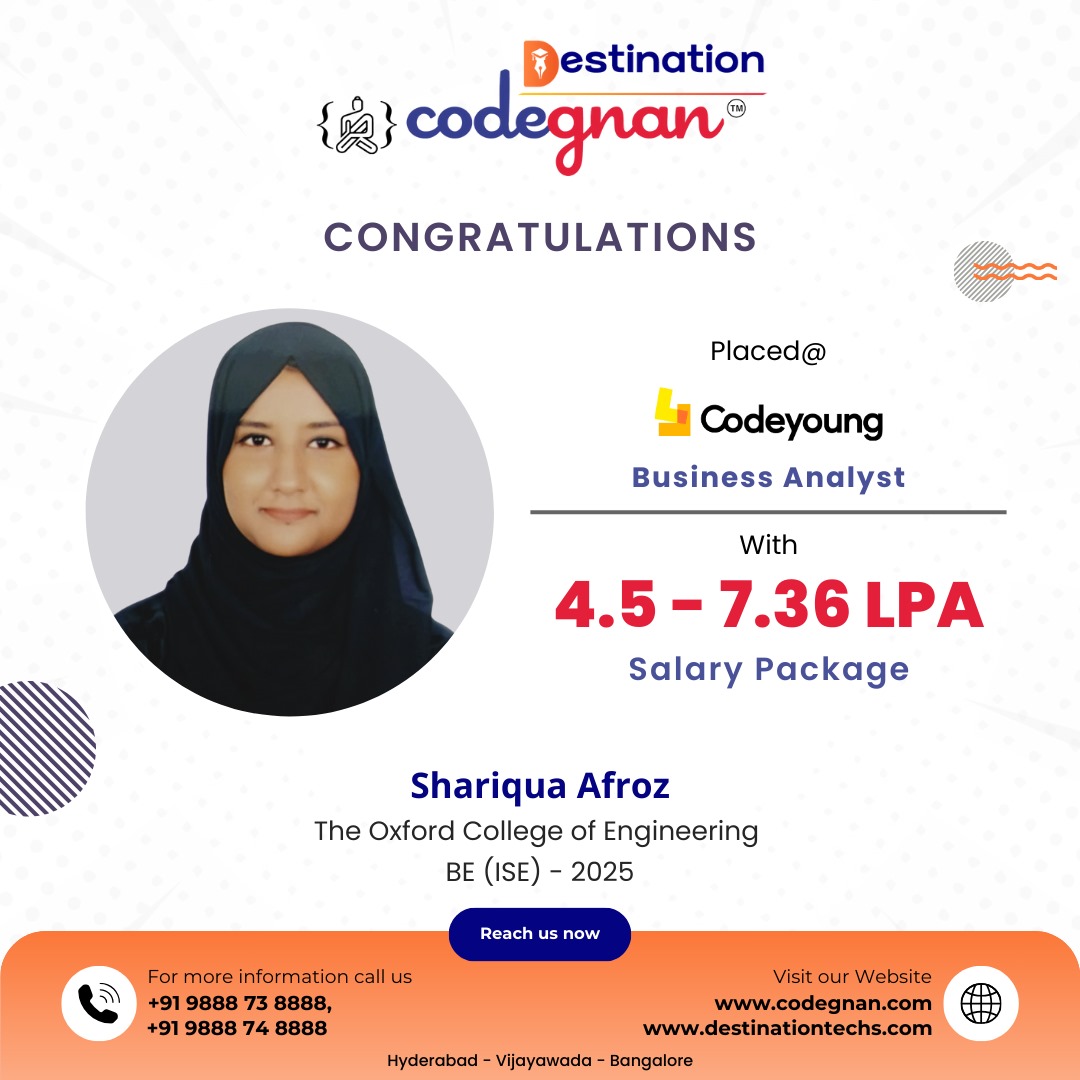 Destination
codegnan™
CONGRATULATIONS
Placed@
Codeyoung
Business Analyst
With
4.5 - 7.36 LPA
Salary Package
Shariqua Afroz
The Oxford College of Engineering
BE (ISE) - 2025
Reach us now
For more information call us
+91 9888 73 8888,
+91 9888 74 8888
Visit our Website
www.codegnan.com
www.destinationtechs.com
Hyderabad - Vijayawada - Bangalore